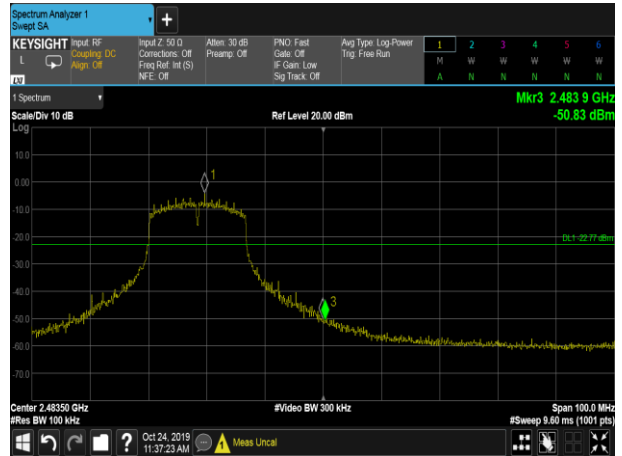 Spectrum Analyzer 1
Swept SA
KEYSIGHT Input: RF Input Z: 50 Ω Atten: 30 dB PNO: Fast Avg Type: Log-Power 1 2 3 4 5 6
L Coupling: DC Corrections: Off Preamp: Off Gate: Off Trig: Free Run M W W W W W
Align: Off Freq Ref: Int (S) IF Gain: Low
LXI NFE: Off Sig Track: Off A N N N N N
1 Spectrum Mkr3 2.483 9 GHz
Scale/Div 10 dB Ref Level 20.00 dBm -50.83 dBm
Log
10.0
1
0.00
-10.0
-20.0
DL1 -22.77 dBm
-30.0
-40.0
3
-50.0
-60.0
-70.0
Center 2.48350 GHz #Video BW 300 kHz Span 100.0 MHz
#Res BW 100 kHz #Sweep 9.60 ms (1001 pts)
? Oct 24, 2019
11:37:23 AM 1 Meas Uncal